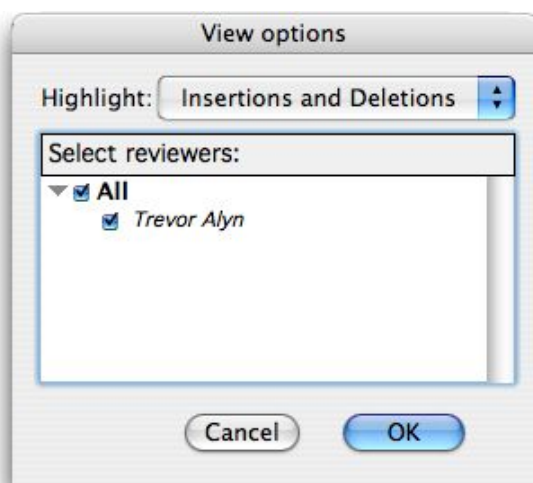 View options
Highlight: Insertions and Deletions
Select reviewers:
All
Trevor Alyn
Cancel OK